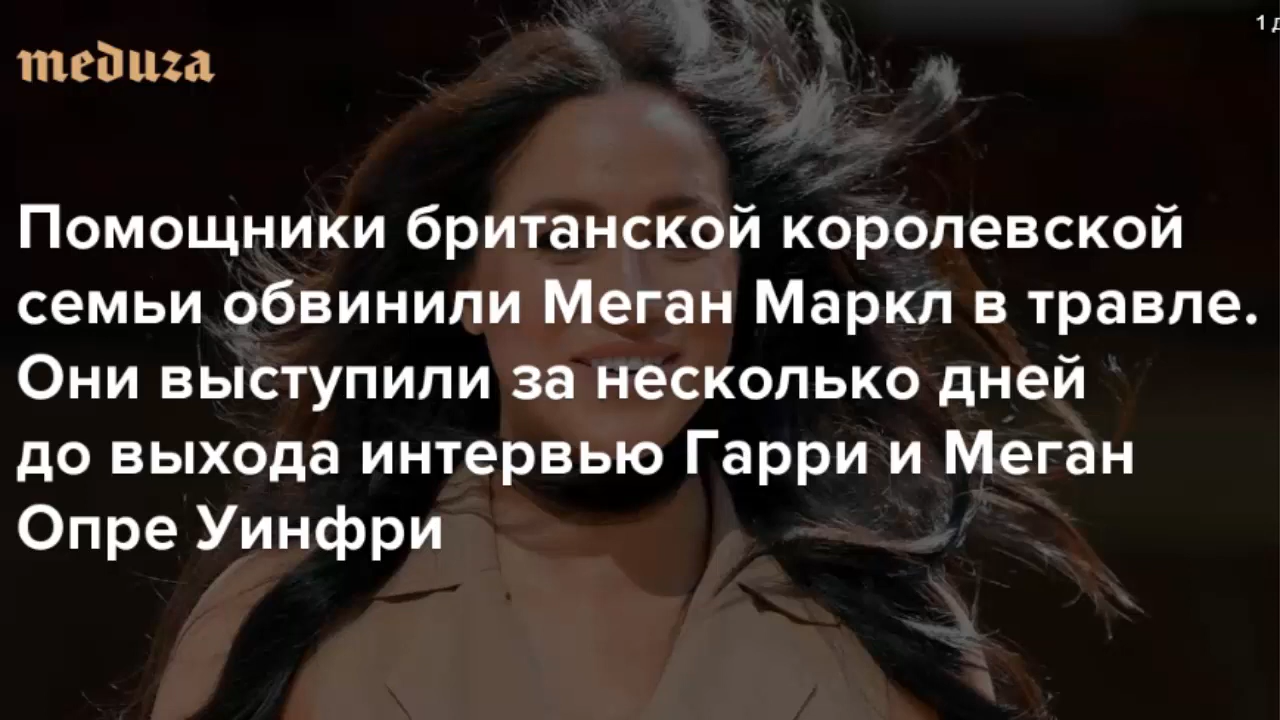 meduza
1 д
Помощники британской королевской
семьи обвинили Меган Маркл в травле.
Они выступили за несколько дней
до выхода интервью Гарри и Меган
Опре Уинфри